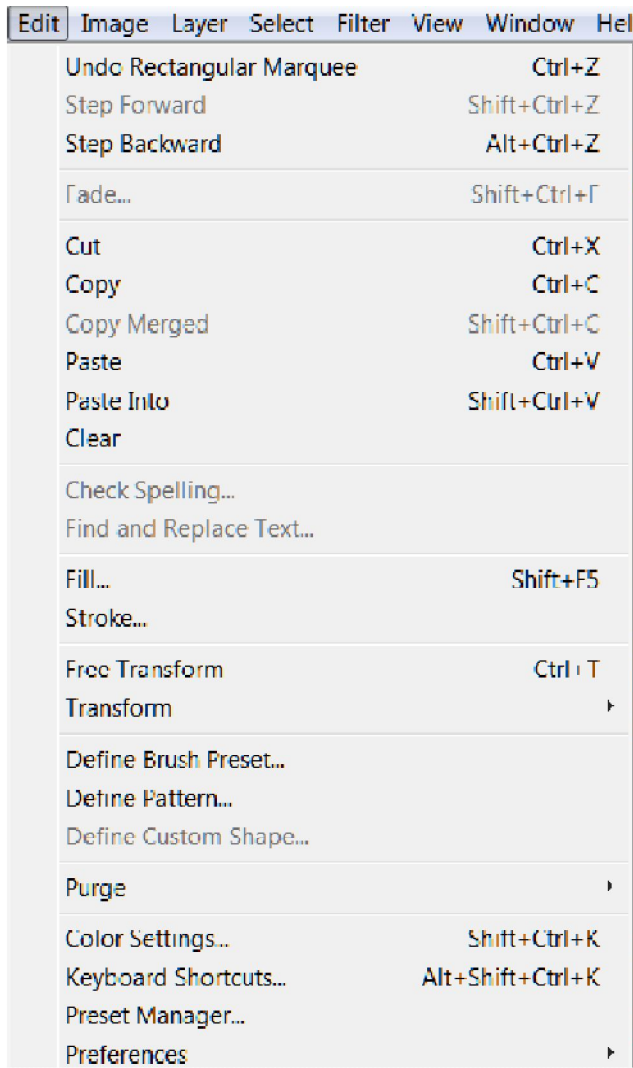 Edit Image Layer Select Filter View Window Hel
Undo Rectangular Marquee Ctrl+Z
Step Forward Shift+Ctrl+Z
Step Backward Alt+Ctrl+Z
Fade... Shift+Ctrl+F
Cut Ctrl+X
Copy Ctrl+C
Copy Merged Shift+Ctrl+C
Paste Ctrl+V
Paste Into Shift+Ctrl+V
Clear
Check Spelling...
Find and Replace Text...
Fill... Shift+F5
Stroke...
Free Transform Ctrl+T
Transform
Define Brush Preset...
Define Pattern...
Define Custom Shape...
Purge
Color Settings... Shift+Ctrl+K
Keyboard Shortcuts... Alt+Shift+Ctrl+K
Preset Manager...
Preferences